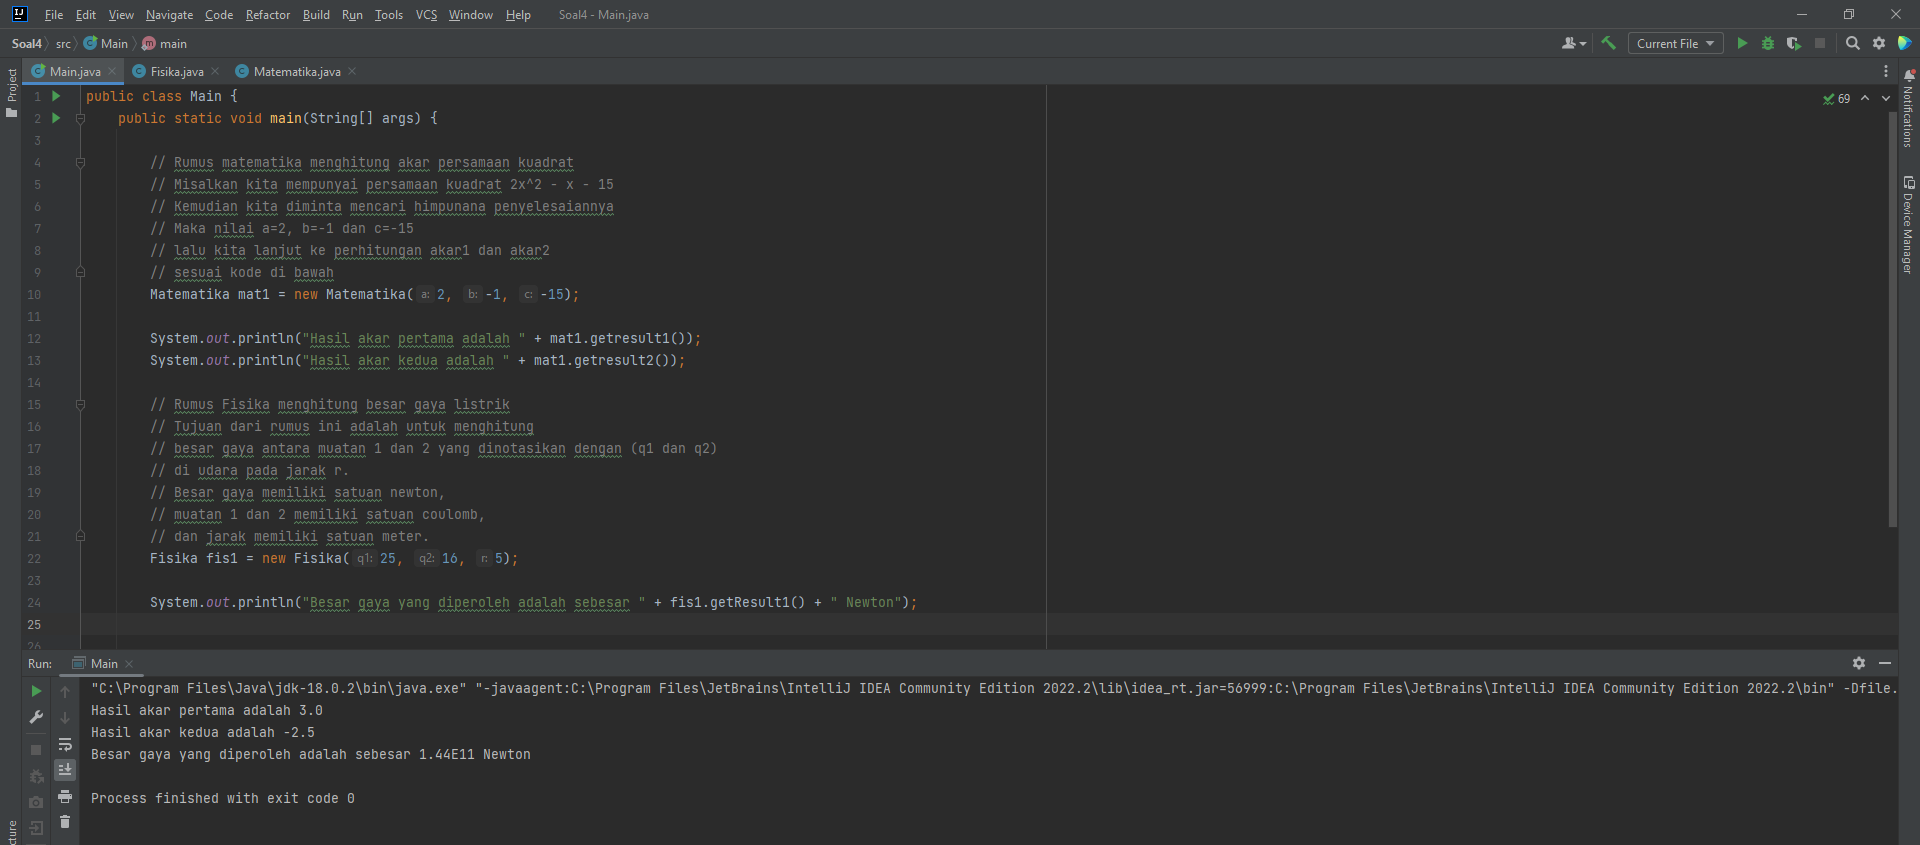 File Edit View Navigate Code Refactor Build Run Tools VCS Window Help Soal4 - Main.java
Soal4 src Main main Current File
Project
Main.java Fisika.java Matematika.java
1 public class Main {
2 public static void main(String[] args) {
69
3
4 // Rumus matematika menghitung akar persamaan kuadrat
5 // Misalkan kita mempunyai persamaan kuadrat 2x^2 - x - 15
6 // Kemudian kita diminta mencari himpunana penyelesaiannya
7 // Maka nilai a=2, b=-1 dan c=-15
8 // lalu kita lanjut ke perhitungan akar1 dan akar2
9 // sesuai kode di bawah
10 Matematika mat1 = new Matematika( a: 2, b: -1, c: -15);
11
12 System.out.println("Hasil akar pertama adalah " + mat1.getresult1());
13 System.out.println("Hasil akar kedua adalah " + mat1.getresult2());
14
15 // Rumus Fisika menghitung besar gaya listrik
16 // Tujuan dari rumus ini adalah untuk menghitung
17 // besar gaya antara muatan 1 dan 2 yang dinotasikan dengan (q1 dan q2)
18 // di udara pada jarak r.
19 // Besar gaya memiliki satuan newton,
20 // muatan 1 dan 2 memiliki satuan coulomb,
21 // dan jarak memiliki satuan meter.
22 Fisika fis1 = new Fisika( q1: 25, q2: 16, r: 5);
23
24 System.out.println("Besar gaya yang diperoleh adalah sebesar " + fis1.getResult1() + " Newton");
25
26
Notifications
Device Manager
Run: Main
"C:\Program Files\Java\jdk-18.0.2\bin\java.exe" "-javaagent:C:\Program Files\JetBrains\IntelliJ IDEA Community Edition 2022.2\lib\idea_rt.jar=56999:C:\Program Files\JetBrains\IntelliJ IDEA Community Edition 2022.2\bin" -Dfile.
Hasil akar pertama adalah 3.0
Hasil akar kedua adalah -2.5
Besar gaya yang diperoleh adalah sebesar 1.44E11 Newton
Process finished with exit code 0
cture